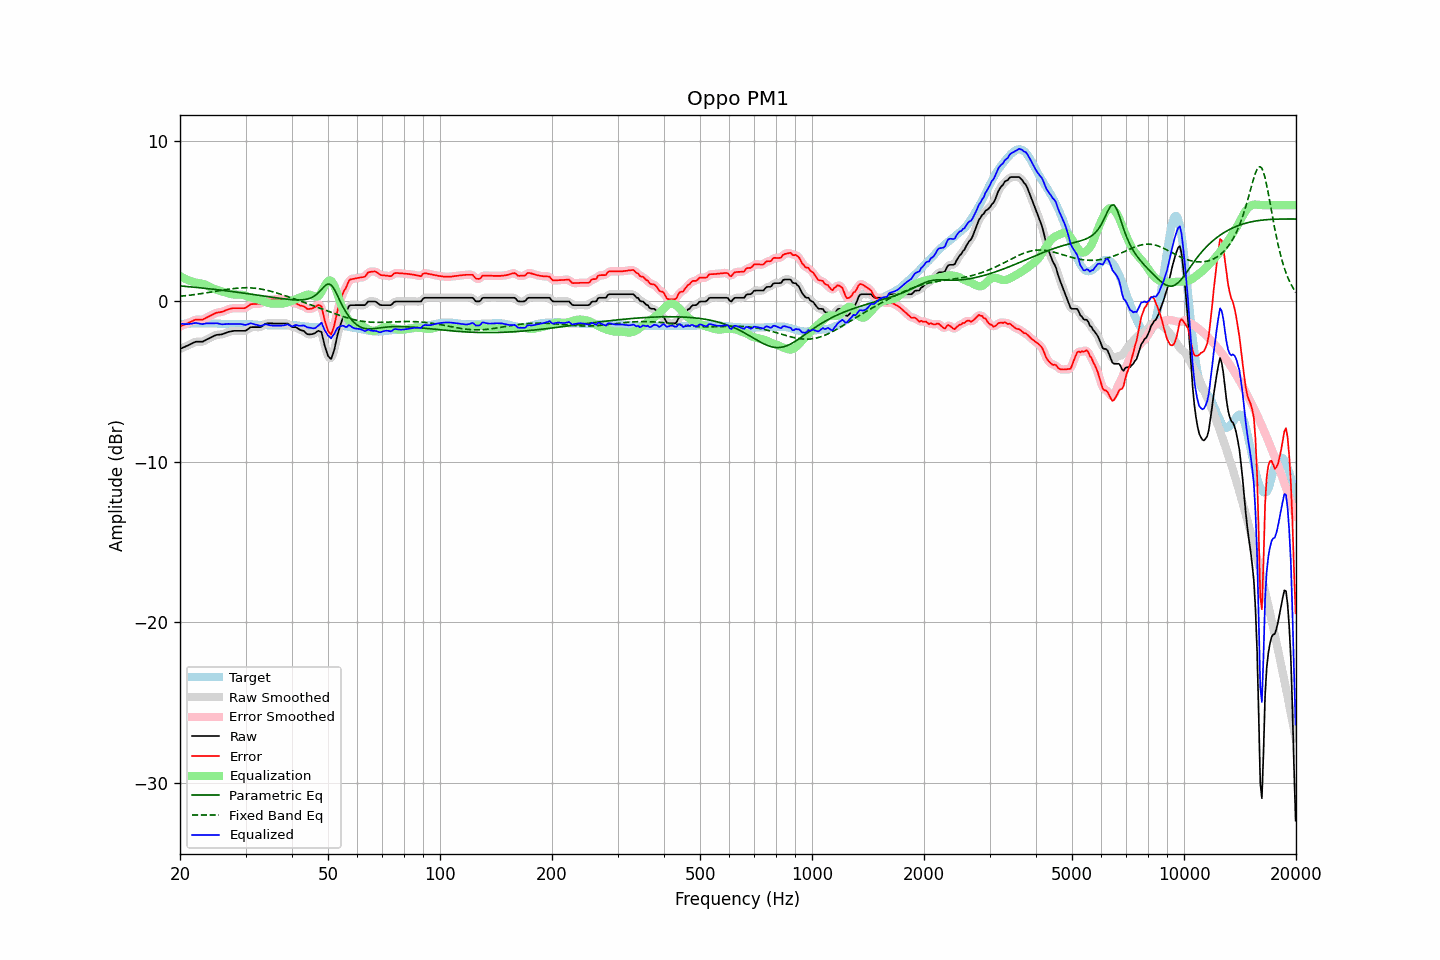 Oppo PM1
10
0
−10
−20
−30
Amplitude (dBr)
Target
Raw Smoothed
Error Smoothed
Raw
Error
Equalization
Parametric Eq
Fixed Band Eq
Equalized
20 50 100 200 500 1000 2000 5000 10000 20000
Frequency (Hz)